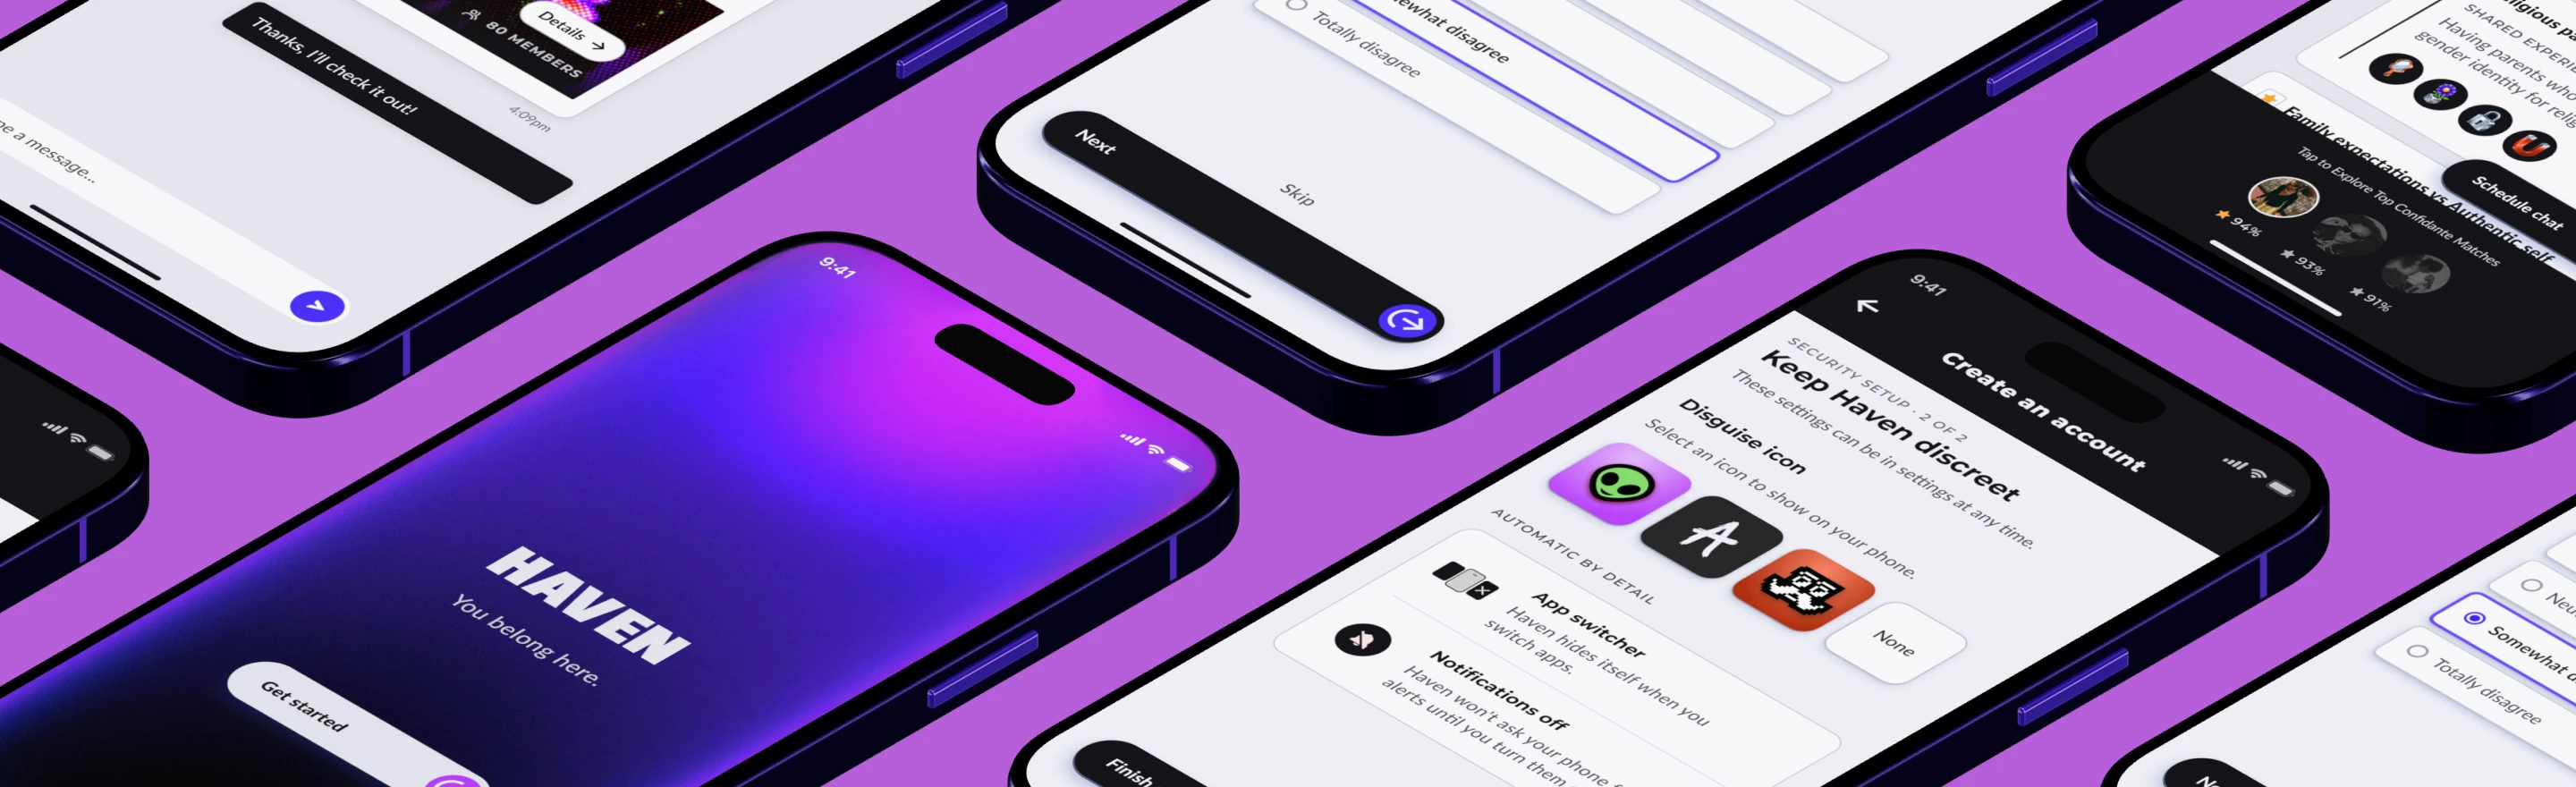 80 MEMBERS
Details →
Thanks, I'll check it out!
4:09pm
a message...
9:41
HAVEN
You belong here.
Get started
disagree
Totally disagree
Next
Skip
9:41
Create an account
SECURITY SETUP · 2 OF 2
Keep Haven discreet
These settings can be in settings at any time.
Disguise icon
Select an icon to show on your phone.
A
None
AUTOMATIC BY DETAIL
App switcher
Haven hides itself when you
switch apps.
Notifications off
Haven won't ask your phone
alerts until you turn them
Finish
SHARED
Having parents
gender identity for
Family expectations vs Authentic self
Schedule chat
Tap to Explore Top Confidante Matches
94%
93%
91%
Somewhat
Totally disagree